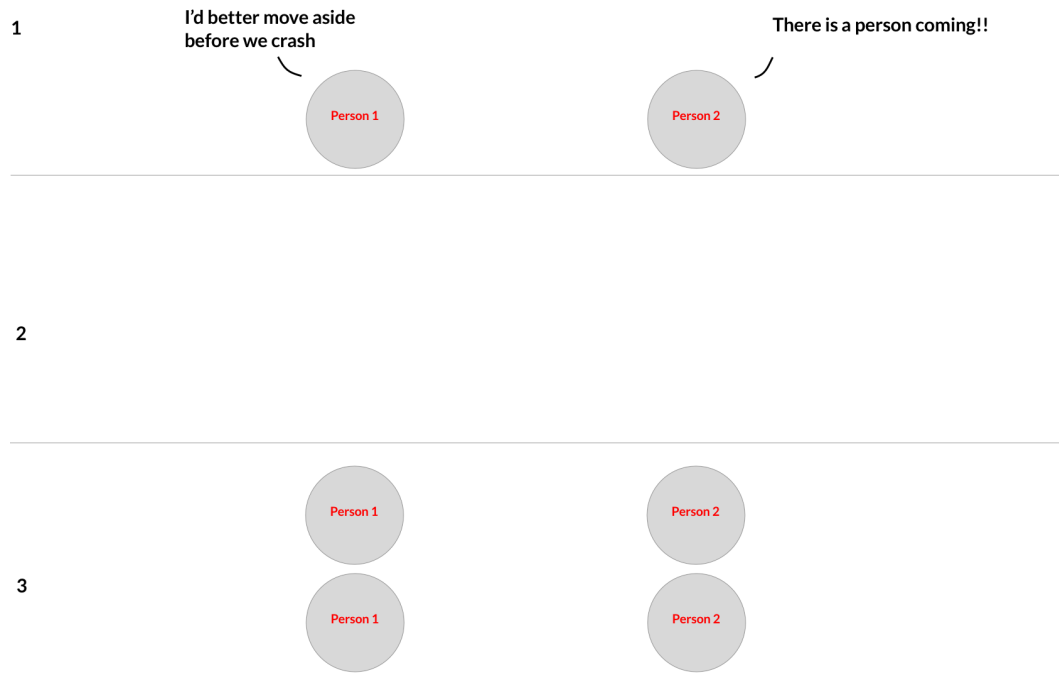 1
I'd better move aside
before we crash
There is a person coming!!
Person 1
Person 2
2
Person 1
Person 2
3
Person 1
Person 2